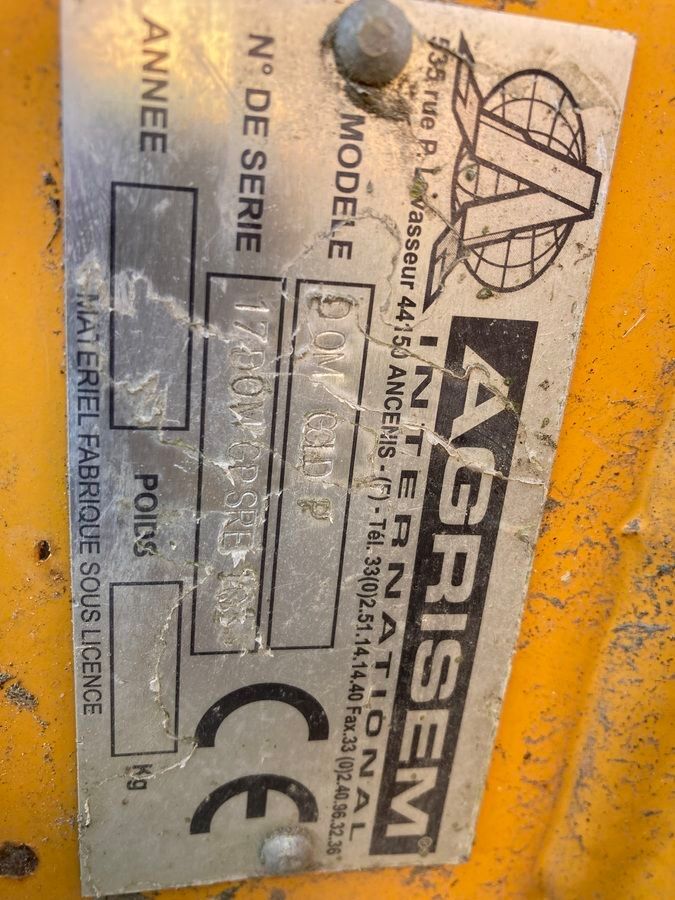 AGRISEM®
INTERNATIONAL
535 rue P. Levasseur 44150 ANCENIS - (F) - Tél. 33(0)2.51.14.14.40 Fax.33 (0)2.40.96.32.36
MODELE
N° DE SERIE
ANNEE POIDS Kg
MATERIEL FABRIQUE SOUS LICENCE
CE